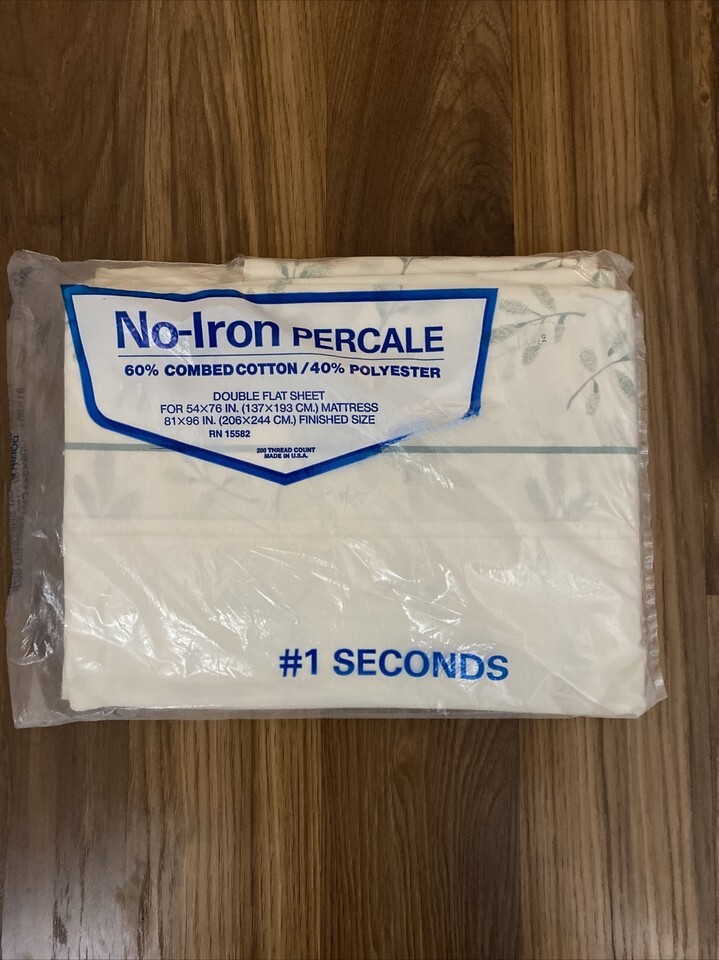 No-Iron PERCALE
60% COMBED COTTON/40% POLYESTER
DOUBLE FLAT SHEET
FOR 54×76 IN. (137×193 CM.) MATTRESS
81×96 IN. (206×244 CM.) FINISHED SIZE
RN 15582
200 THREAD COUNT
MADE IN U.S.A.
#1 SECONDS